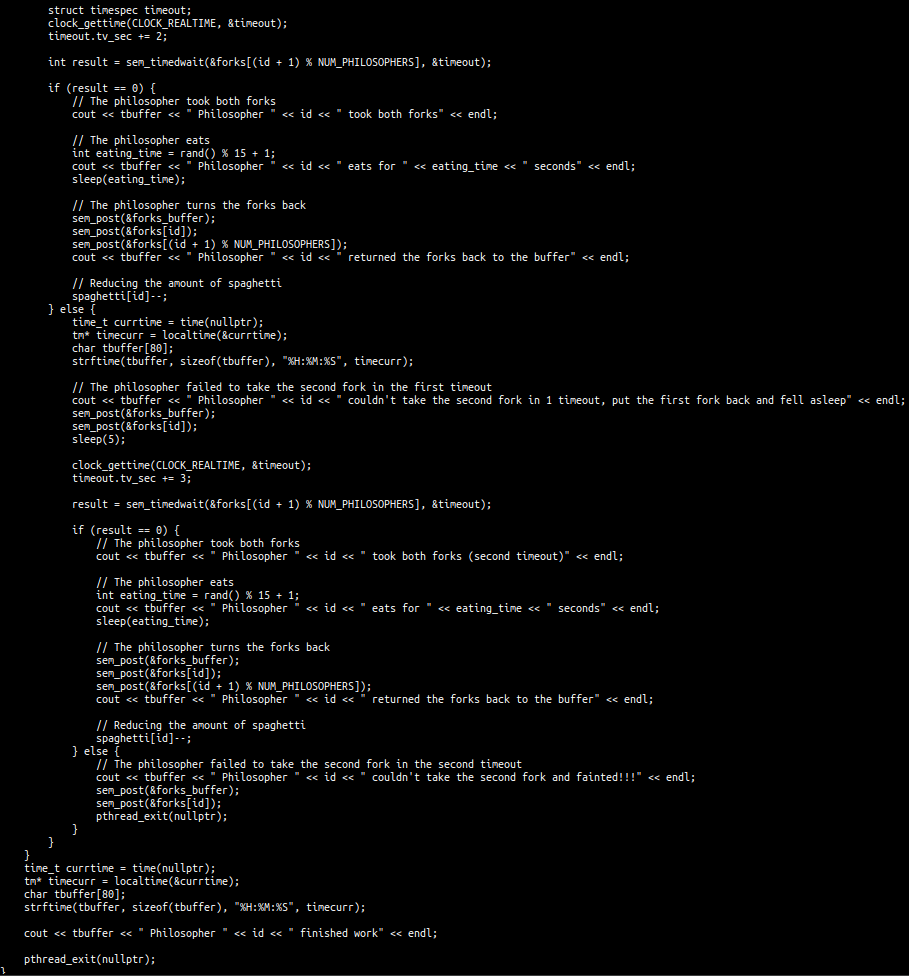 struct timespec timeout;
clock_gettime(CLOCK_REALTIME, &timeout);
timeout.tv_sec += 2;
int result = sem_timedwait(&forks[(id + 1) % NUM_PHILOSOPHERS], &timeout);
if (result == 0) {
// The philosopher took both forks
cout << tbuffer << " Philosopher " << id << " took both forks" << endl;
// The philosopher eats
int eating_time = rand() % 15 + 1;
cout << tbuffer << " Philosopher " << id << " eats for " << eating_time << " seconds" << endl;
sleep(eating_time);
// The philosopher turns the forks back
sem_post(&forks_buffer);
sem_post(&forks[id]);
sem_post(&forks[(id + 1) % NUM_PHILOSOPHERS]);
cout << tbuffer << " Philosopher " << id << " returned the forks back to the buffer" << endl;
// Reducing the amount of spaghetti
spaghetti[id]--;
} else {
time_t currtime = time(nullptr);
tm* timecurr = localtime(&currtime);
char tbuffer[80];
strftime(tbuffer, sizeof(tbuffer), "%H:%M:%S", timecurr);
// The philosopher failed to take the second fork in the first timeout
cout << tbuffer << " Philosopher " << id << " couldn't take the second fork in 1 timeout, put the first fork back and fell asleep" << endl;
sem_post(&forks_buffer);
sem_post(&forks[id]);
sleep(5);
clock_gettime(CLOCK_REALTIME, &timeout);
timeout.tv_sec += 3;
result = sem_timedwait(&forks[(id + 1) % NUM_PHILOSOPHERS], &timeout);
if (result == 0) {
// The philosopher took both forks
cout << tbuffer << " Philosopher " << id << " took both forks (second timeout)" << endl;
// The philosopher eats
int eating_time = rand() % 15 + 1;
cout << tbuffer << " Philosopher " << id << " eats for " << eating_time << " seconds" << endl;
sleep(eating_time);
// The philosopher turns the forks back
sem_post(&forks_buffer);
sem_post(&forks[id]);
sem_post(&forks[(id + 1) % NUM_PHILOSOPHERS]);
cout << tbuffer << " Philosopher " << id << " returned the forks back to the buffer" << endl;
// Reducing the amount of spaghetti
spaghetti[id]--;
} else {
// The philosopher failed to take the second fork in the second timeout
cout << tbuffer << " Philosopher " << id << " couldn't take the second fork and fainted!!!" << endl;
sem_post(&forks_buffer);
sem_post(&forks[id]);
pthread_exit(nullptr);
}
}
}
time_t currtime = time(nullptr);
tm* timecurr = localtime(&currtime);
char tbuffer[80];
strftime(tbuffer, sizeof(tbuffer), "%H:%M:%S", timecurr);
cout << tbuffer << " Philosopher " << id << " finished work" << endl;
pthread_exit(nullptr);
}